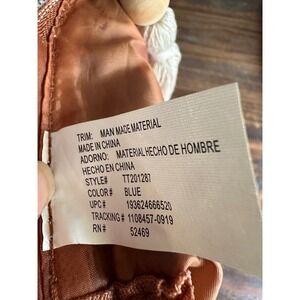 TRIM: MAN MADE MATERIAL
MADE IN CHINA
ADORNO: MATERIAL HECHO DE HOMBRE
HECHO EN CHINA
STYLE# TT201287
COLOR# BLUE
UPC # 193624666520
TRACKING # 1108457-0919
RN# 52469